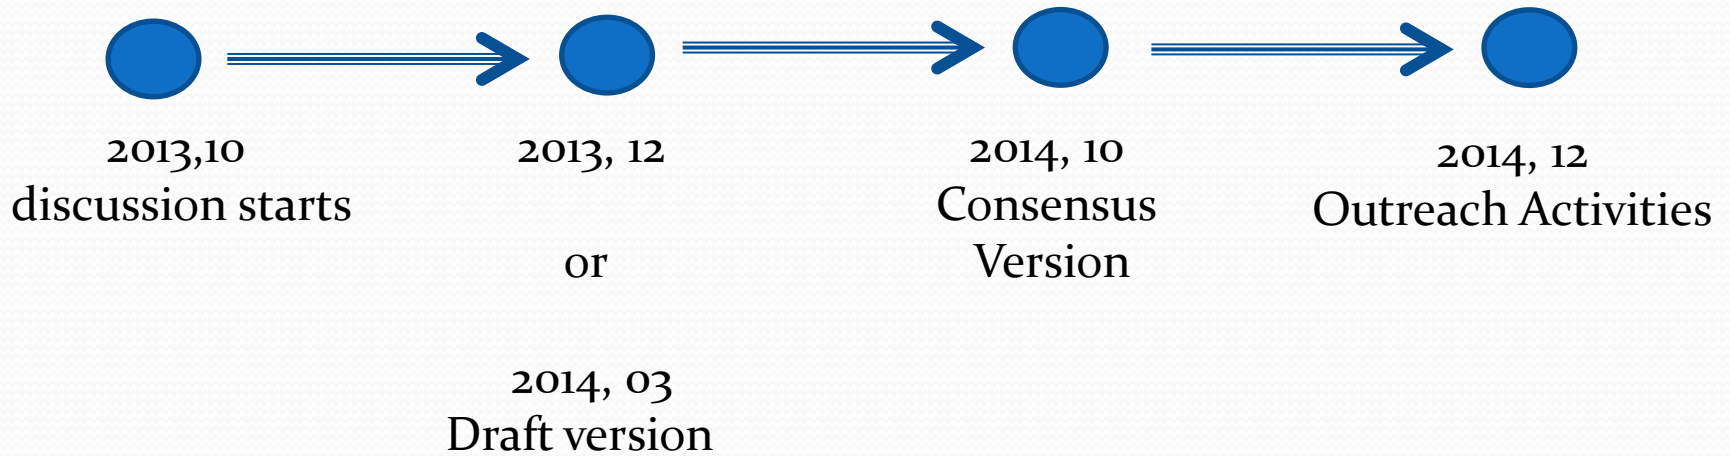 2013,10
discussion starts
2013, 12
or
2014, 03
Draft version
2014, 10
Consensus
Version
2014, 12
Outreach Activities